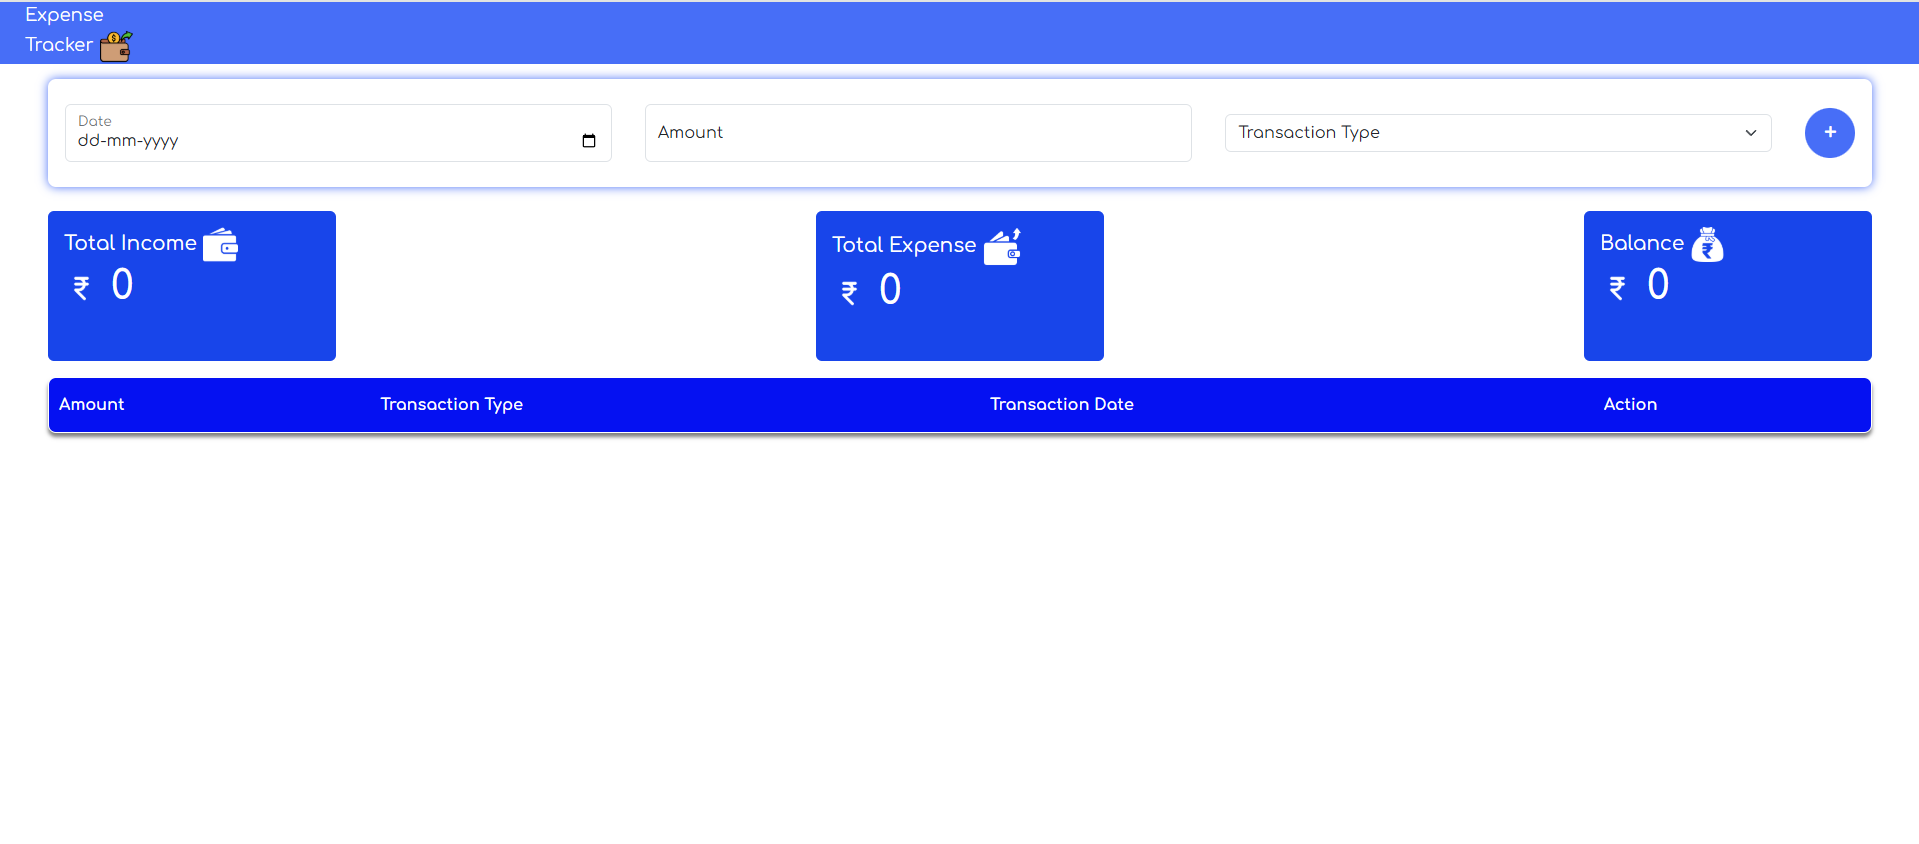 Expense
Tracker
Date
dd-mm-yyyy
Amount
Transaction Type
+
Total Income
₹ 0
Total Expense
₹ 0
Balance
₹ 0
Amount Transaction Type Transaction Date Action